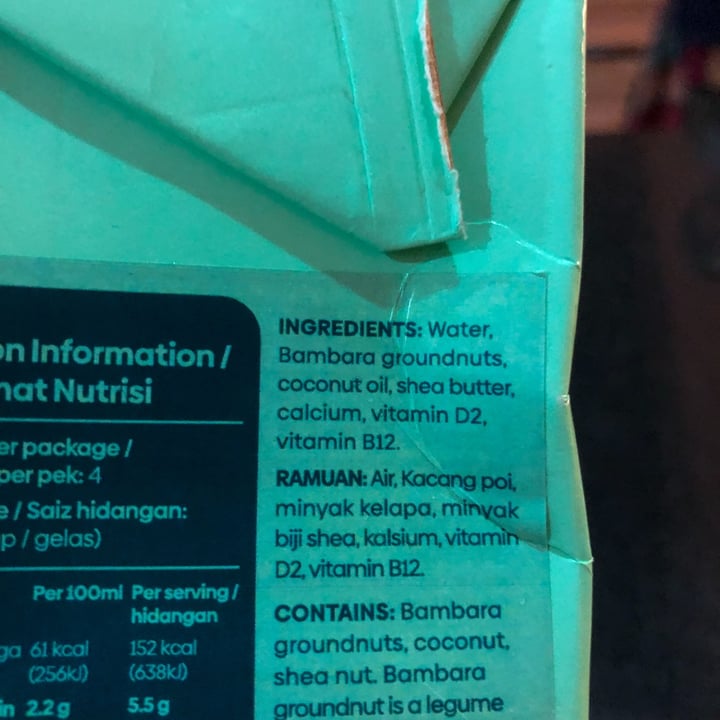 on Information /
nat Nutrisi
er package /
per pek: 4
e / Saiz hidangan:
p / gelas)
Per 100ml Per serving /
hidangan
ga 61 kcal 152 kcal
(256kJ) (638kJ)
in 2.2 g 5.5 g
INGREDIENTS: Water,
Bambara groundnuts,
coconut oil, shea butter,
calcium, vitamin D2,
vitamin B12.
RAMUAN: Air, Kacang poi,
minyak kelapa, minyak
biji shea, kalsium, vitamin
D2, vitamin B12.
CONTAINS: Bambara
groundnuts, coconut,
shea nut. Bambara
groundnut is a legume